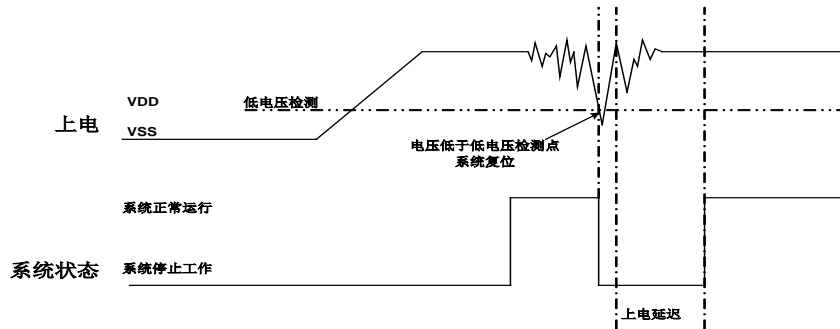 VDD
低电压检测
上电
VSS
电压低于低电压检测点
系统复位
系统正常运行
系统状态
系统停止工作
上电延迟